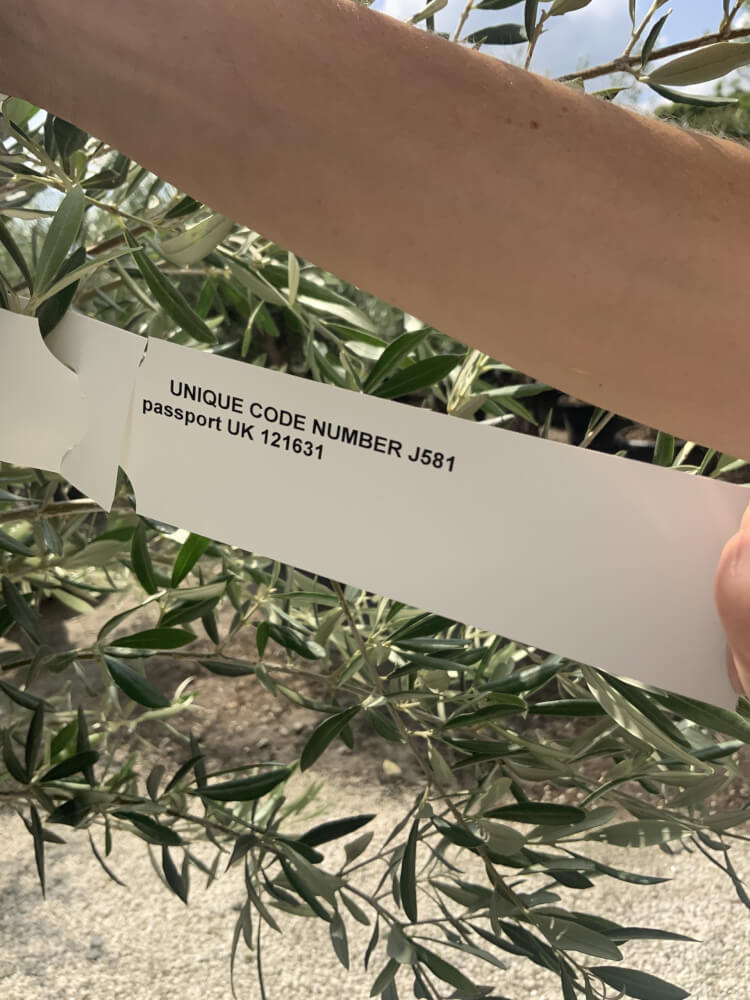 UNIQUE CODE NUMBER J581
passport UK 121631